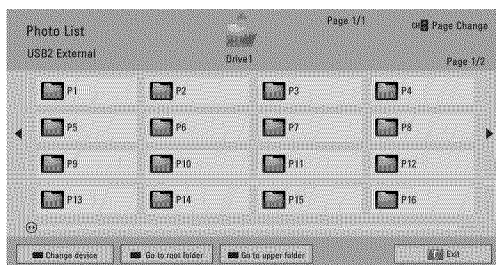 Photo List
Page 1/1
CH Page Change
USB2 External
Drive1
Page 1/2
P1 P2 P3 P4
P5 P6 P7 P8
P9 P10 P11 P12
P13 P14 P15 P16
Change device Go to root folder Go to upper folder Exit